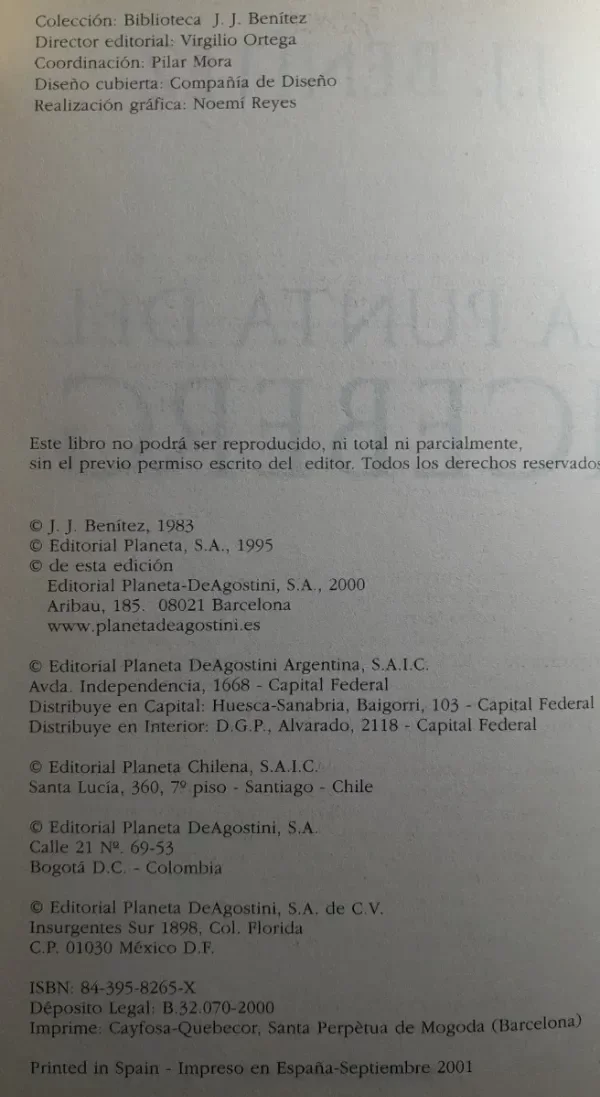 Colección: Biblioteca J. J. Benítez
Director editorial: Virgilio Ortega
Coordinación: Pilar Mora
Diseño cubierta: Compañía de Diseño
Realización gráfica: Noemí Reyes
Este libro no podrá ser reproducido, ni total ni parcialmente,
sin el previo permiso escrito del editor. Todos los derechos reservados
© J. J. Benítez, 1983
© Editorial Planeta, S.A., 1995
© de esta edición
Editorial Planeta-DeAgostini, S.A., 2000
Aribau, 185. 08021 Barcelona
www.planetadeagostini.es
© Editorial Planeta DeAgostini Argentina, S.A.I.C.
Avda. Independencia, 1668 - Capital Federal
Distribuye en Capital: Huesca-Sanabria, Baigorri, 103 - Capital Federal
Distribuye en Interior: D.G.P., Alvarado, 2118 - Capital Federal
© Editorial Planeta Chilena, S.A.I.C.
Santa Lucía, 360, 7º piso - Santiago - Chile
© Editorial Planeta DeAgostini, S.A.
Calle 21 Nº. 69-53
Bogotá D.C. - Colombia
© Editorial Planeta DeAgostini, S.A. de C.V.
Insurgentes Sur 1898, Col. Florida
C.P. 01030 México D.F.
ISBN: 84-395-8265-X
Déposito Legal: B.32.070-2000
Imprime: Cayfosa-Quebecor, Santa Perpètua de Mogoda (Barcelona)
Printed in Spain - Impreso en España-Septiembre 2001